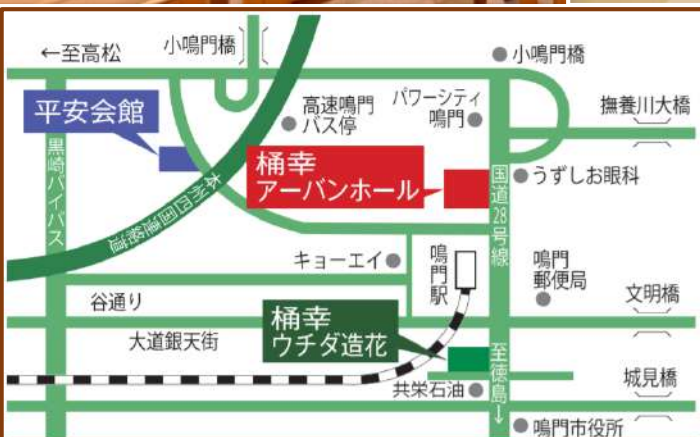 ←至高松
小鳴門橋
小鳴門橋
平安会館
高速鳴門
バス停
パワーシティ
鳴門
撫養川大橋
黒崎バイパス
本州四国連絡道
桶幸
アーバンホール
国道28号線
うずしお眼科
キョーエイ
鳴門駅
鳴門
郵便局
谷通り
文明橋
大道銀天街
桶幸
ウチダ造花
至徳島→
城見橋
共栄石油
鳴門市役所